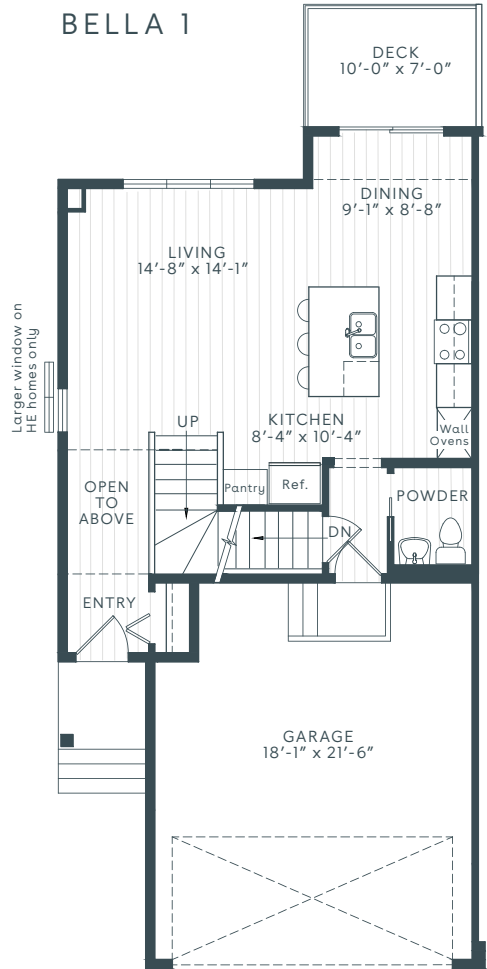 BELLA 1
DECK
10’-0” x 7’-0”
DINING
9’-1” x 8’-8”
LIVING
14’-8” x 14’-1”
Larger window on
HE homes only
UP
KITCHEN
8’-4” x 10’-4”
Wall
Ovens
Pantry
Ref.
OPEN
TO
ABOVE
POWDER
DN
ENTRY
GARAGE
18’-1” x 21’-6”